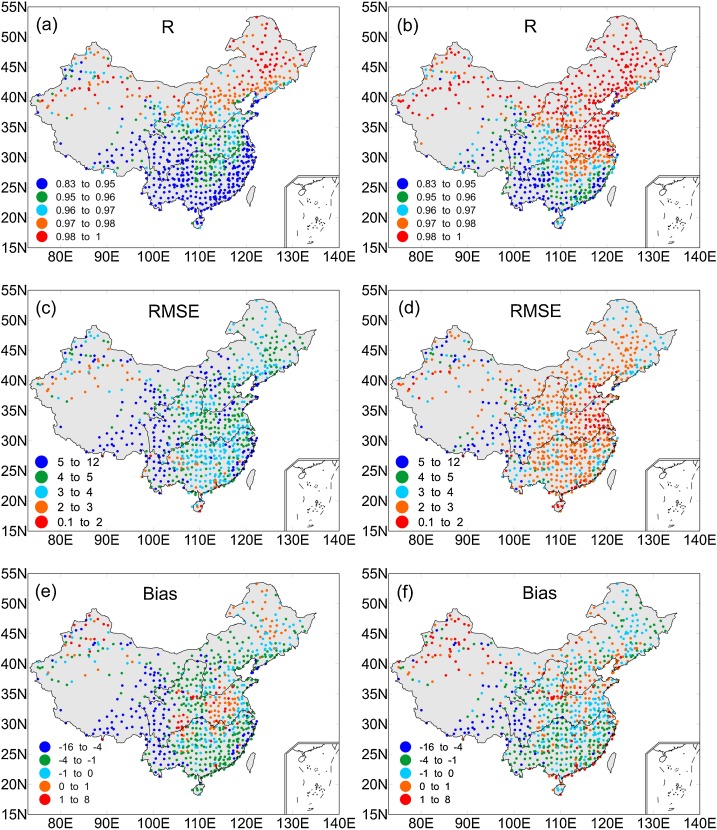 (a) R
55N
50N
45N
40N
35N
30N
25N
20N
15N
0.83 to 0.95
0.95 to 0.96
0.96 to 0.97
0.97 to 0.98
0.98 to 1
80E 90E 100E 110E 120E 130E 140E
(b) R
55N
50N
45N
40N
35N
30N
25N
20N
15N
0.83 to 0.95
0.95 to 0.96
0.96 to 0.97
0.97 to 0.98
0.98 to 1
80E 90E 100E 110E 120E 130E 140E
(c) RMSE
55N
50N
45N
40N
35N
30N
25N
20N
15N
5 to 12
4 to 5
3 to 4
2 to 3
0.1 to 2
80E 90E 100E 110E 120E 130E 140E
(d) RMSE
55N
50N
45N
40N
35N
30N
25N
20N
15N
5 to 12
4 to 5
3 to 4
2 to 3
0.1 to 2
80E 90E 100E 110E 120E 130E 140E
(e) Bias
55N
50N
45N
40N
35N
30N
25N
20N
15N
-16 to -4
-4 to -1
-1 to 0
0 to 1
1 to 8
80E 90E 100E 110E 120E 130E 140E
(f) Bias
55N
50N
45N
40N
35N
30N
25N
20N
15N
-16 to -4
-4 to -1
-1 to 0
0 to 1
1 to 8
80E 90E 100E 110E 120E 130E 140E